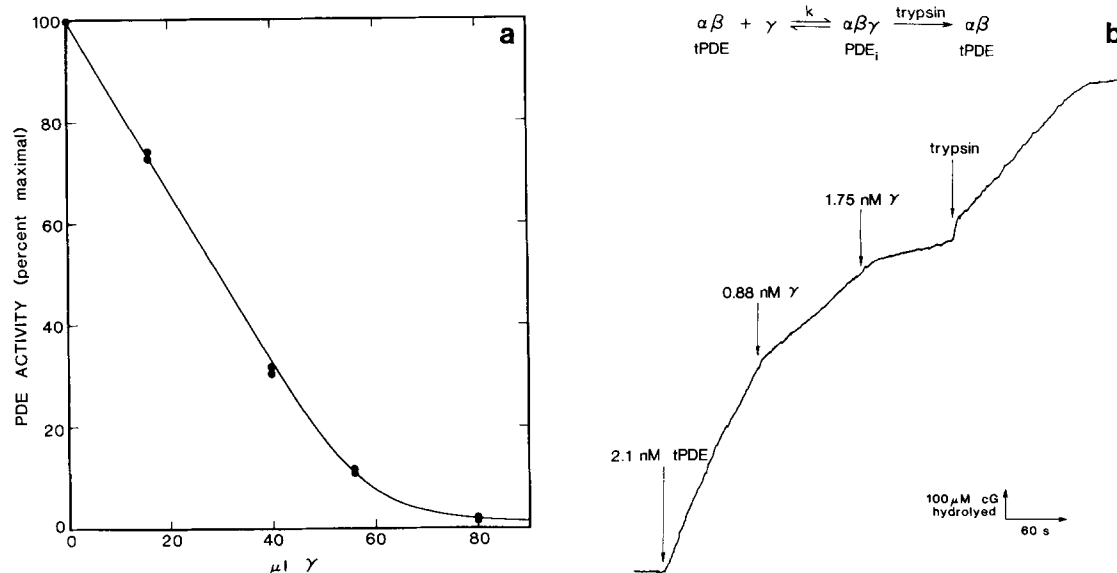 a
100
80
60
40
20
0
PDE ACTIVITY (percent maximal)
0 20 40 60 80
μl γ
b
αβ + γ ⇌ αβγ → αβ
k
trypsin
tPDE PDEi tPDE
trypsin
1.75 nM γ
0.88 nM γ
2.1 nM tPDE
100 μM cG
hydrolyed
60 s